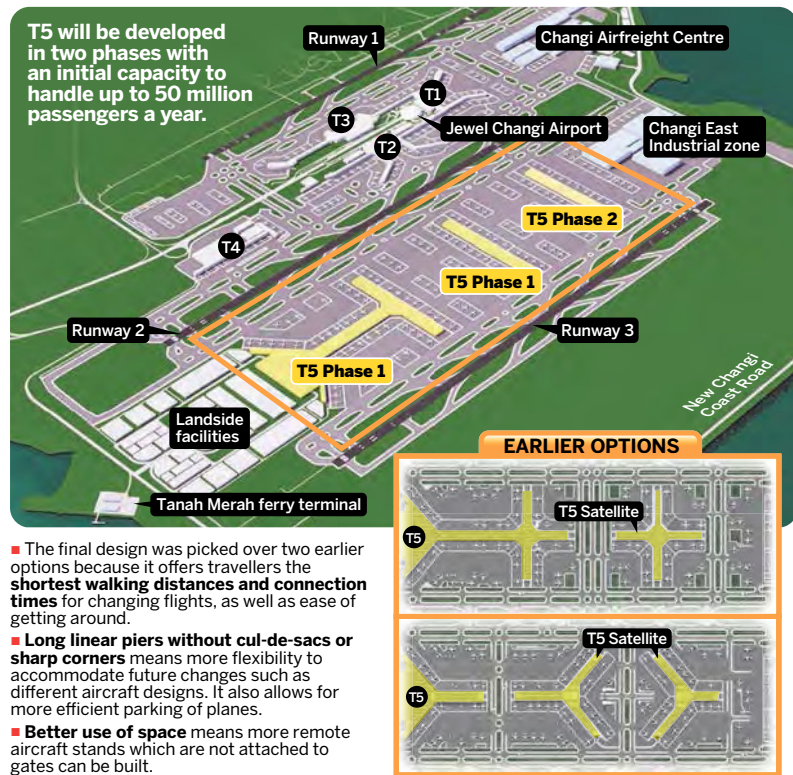 T5 will be developed
in two phases with
an initial capacity to
handle up to 50 million
passengers a year.
Runway 1
Changi Airfreight Centre
T1
T3
Jewel Changi Airport
Changi East
Industrial zone
T2
T5 Phase 2
T4
T5 Phase 1
Runway 2
Runway 3
T5 Phase 1
New Changi
Coast Road
Landside
facilities
Tanah Merah ferry terminal
EARLIER OPTIONS
T5 Satellite
T5
T5 Satellite
T5
■ The final design was picked over two earlier
options because it offers travellers the
shortest walking distances and connection
times for changing flights, as well as ease of
getting around.
■ Long linear piers without cul-de-sacs or
sharp corners means more flexibility to
accommodate future changes such as
different aircraft designs. It also allows for
more efficient parking of planes.
■ Better use of space means more remote
aircraft stands which are not attached to
gates can be built.